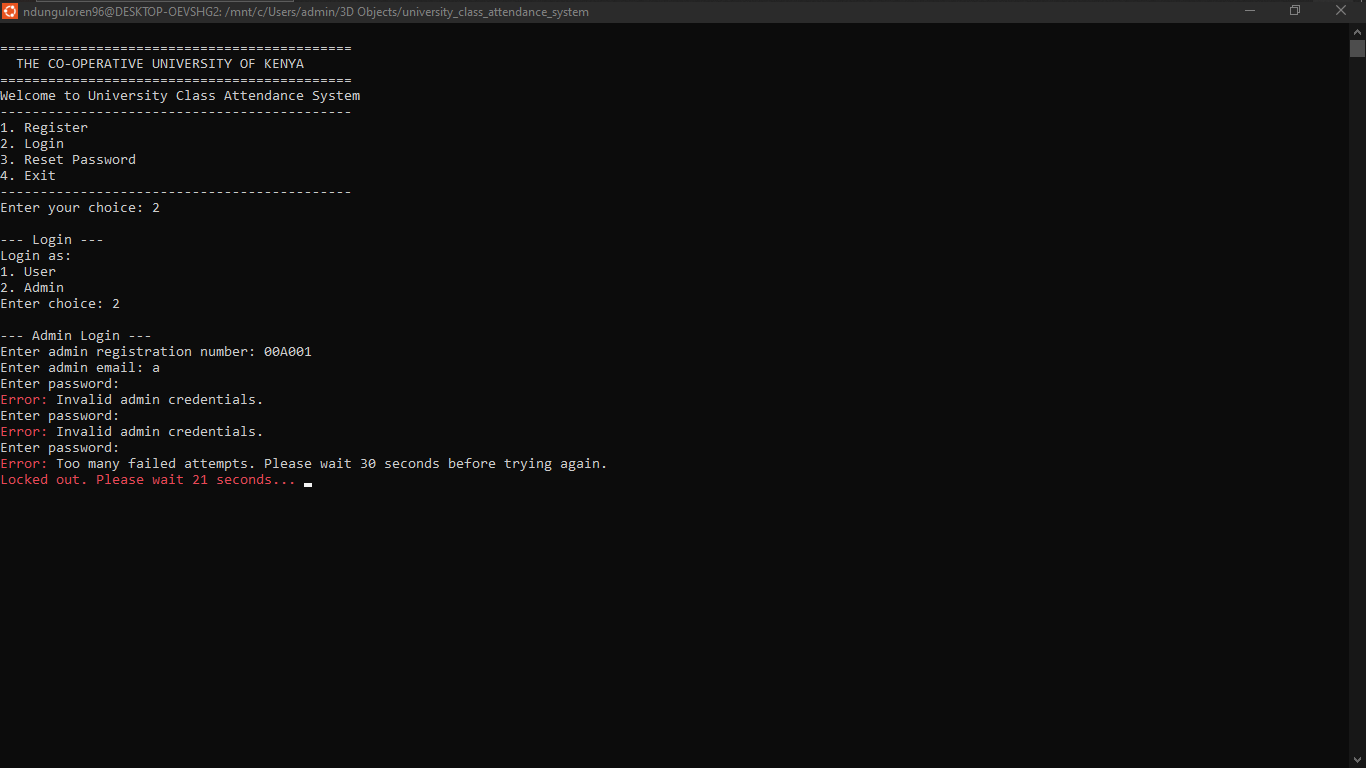 ndunguloren96@DESKTOP-OEVSHG2: /mnt/c/Users/admin/3D Objects/university_class_attendance_system
============================================
THE CO-OPERATIVE UNIVERSITY OF KENYA
============================================
Welcome to University Class Attendance System
--------------------------------------------
1. Register
2. Login
3. Reset Password
4. Exit
--------------------------------------------
Enter your choice: 2
--- Login ---
Login as:
1. User
2. Admin
Enter choice: 2
--- Admin Login ---
Enter admin registration number: 00A001
Enter admin email: a
Enter password:
Error: Invalid admin credentials.
Enter password:
Error: Invalid admin credentials.
Enter password:
Error: Too many failed attempts. Please wait 30 seconds before trying again.
Locked out. Please wait 21 seconds...